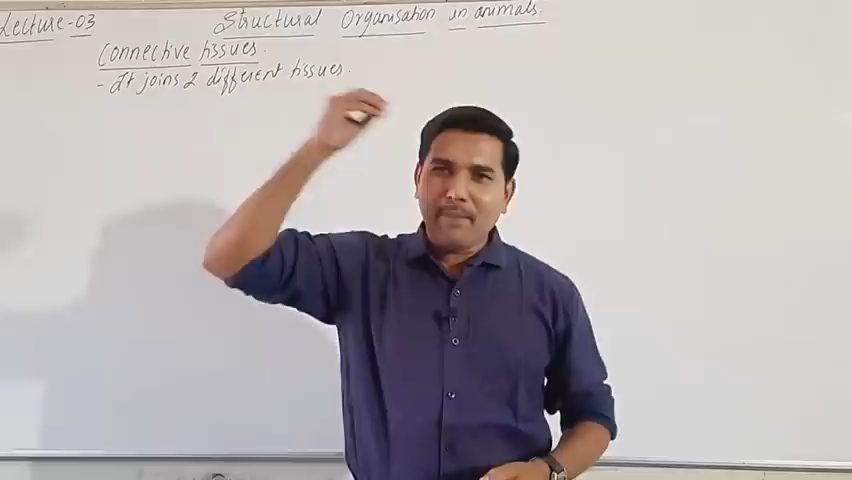 Lecture-03
Structural Organisation in animals.
Connective tissues.
- It joins 2 different tissues.